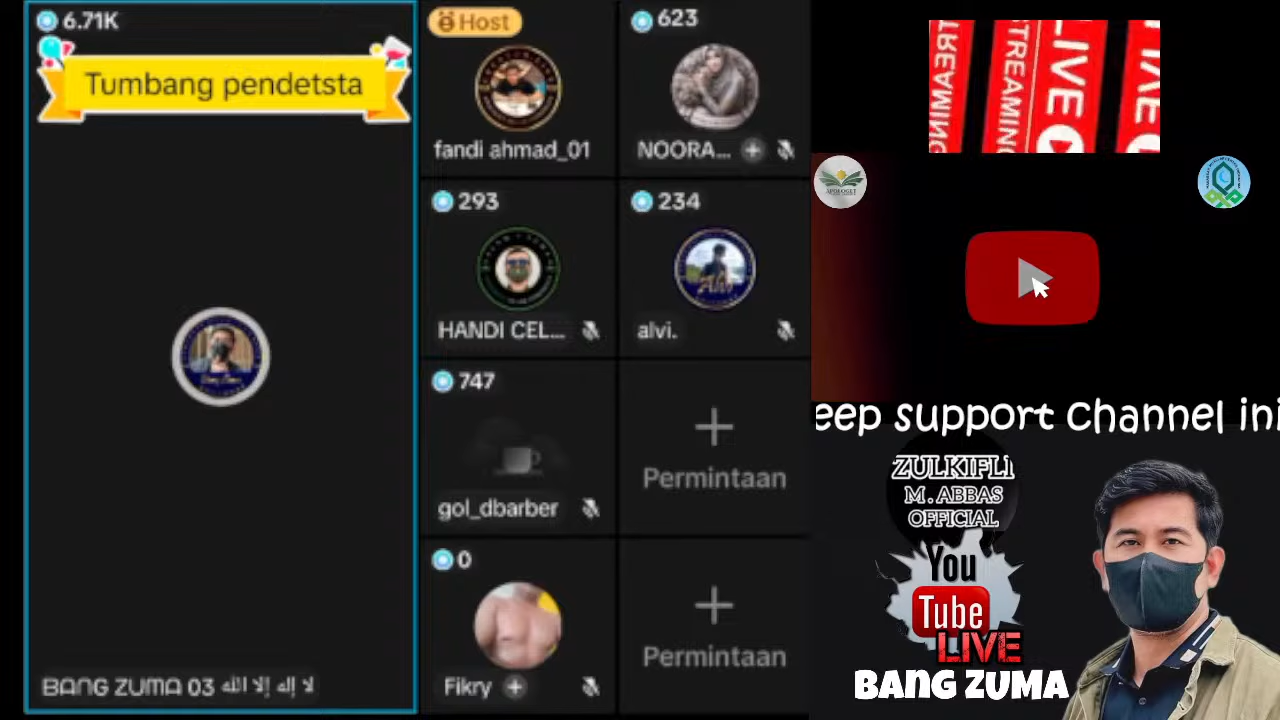 6.71K
Tumbang pendetsta
BANG ZUMA 03 لا إله إلا الله
Host
fandi ahmad_01
623
NOORA...
293
HANDI CEL...
234
alvi.
747
gol_dbarber
Permintaan
0
Fikry
Permintaan
STREAMING
LIVE
APOLOGET
eep support channel ini
ZULKIFLI
M. ABBAS
OFFICIAL
You
Tube
LIVE
BANG ZUMA